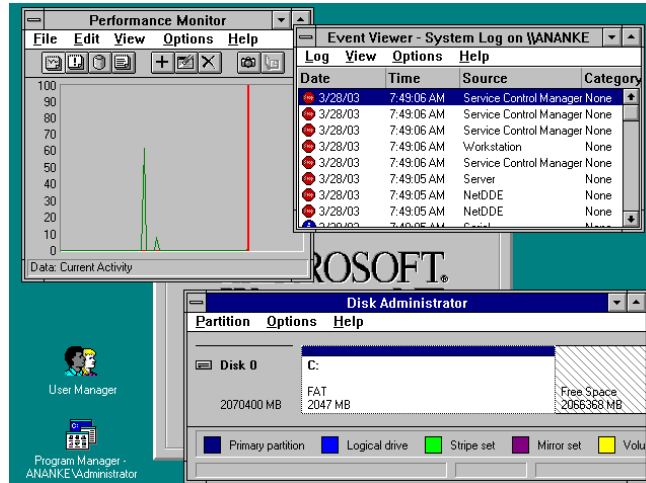 Performance Monitor
File Edit View Options Help
100
90
80
70
60
50
40
30
20
10
0
Data: Current Activity
Event Viewer - System Log on \\ANANKE
Log View Options Help
Date Time Source Category
3/28/03 7:49:06 AM Service Control Manager None
3/28/03 7:49:06 AM Service Control Manager None
3/28/03 7:49:06 AM Workstation None
3/28/03 7:49:06 AM Service Control Manager None
3/28/03 7:49:05 AM Server None
3/28/03 7:49:05 AM NetDDE None
3/28/03 7:49:05 AM NetDDE None
3/28/03 7:49:05 AM Serial None
ROSOFT®
Disk Administrator
Partition Options Help
Disk 0
2070400 MB
C:
FAT
2047 MB
Free Space
2066368 MB
Primary partition Logical drive Stripe set Mirror set Volu
User Manager
Program Manager -
ANANKE\Administrator